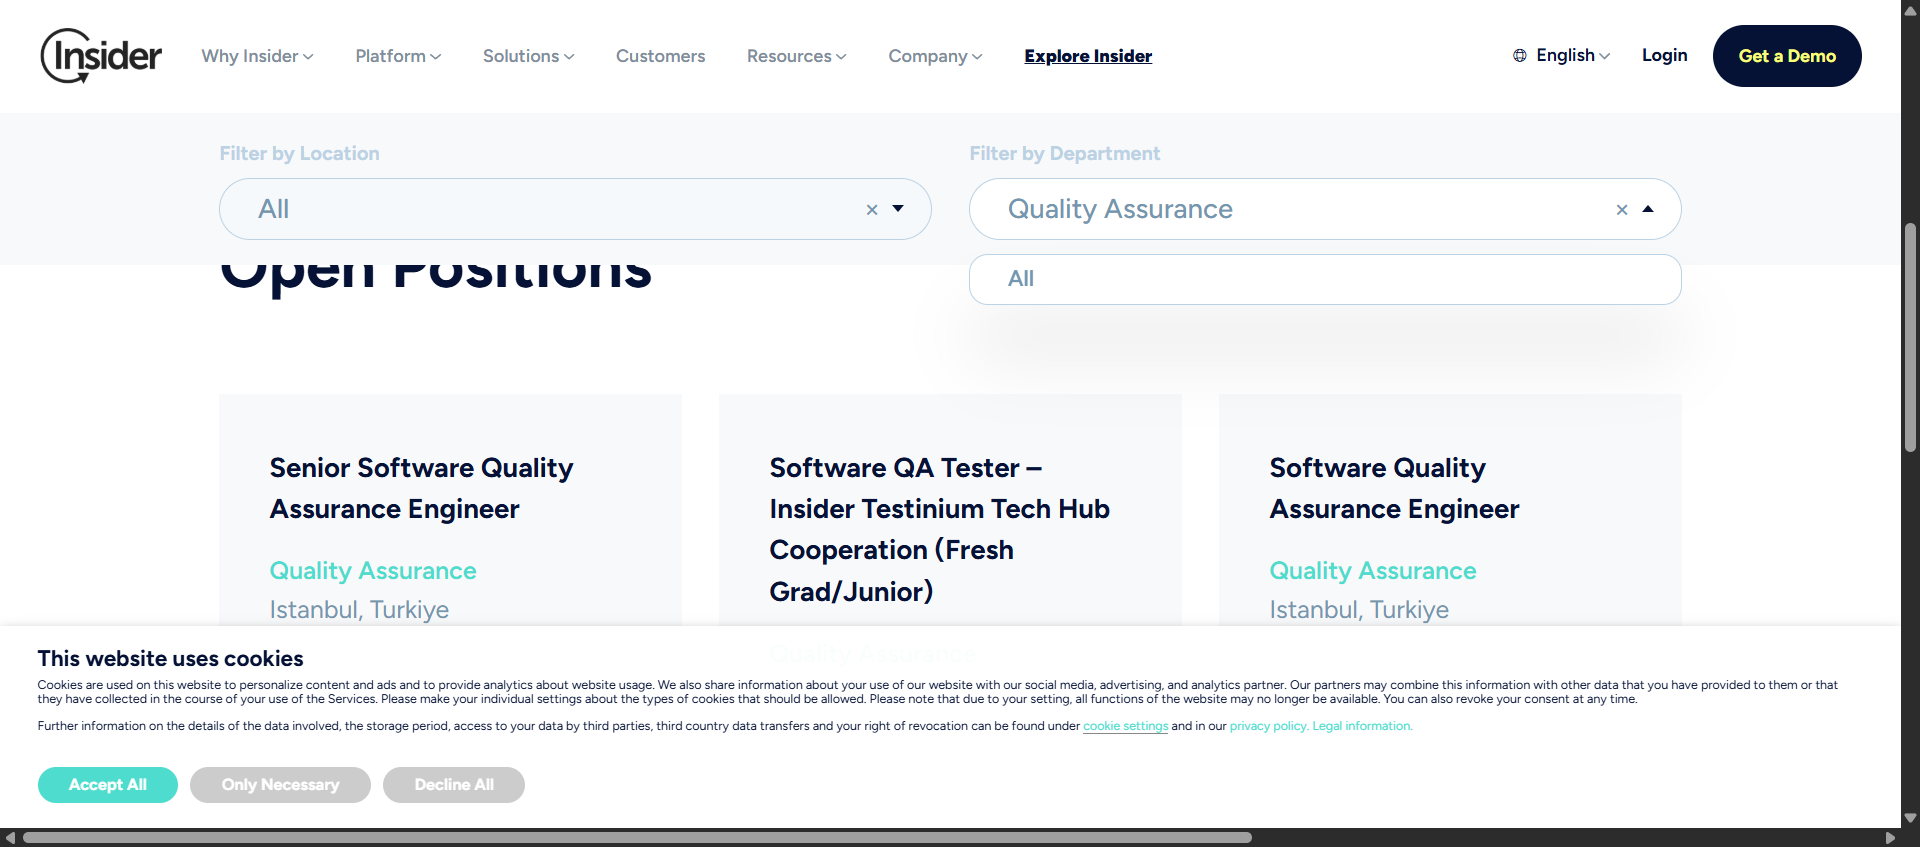 Insider
Why Insider
Platform
Solutions
Customers
Resources
Company
Explore Insider
English
Login
Get a Demo
Filter by Location
Filter by Department
All
×
Quality Assurance
×
All
Open Positions
Senior Software Quality
Assurance Engineer
Quality Assurance
Istanbul, Turkiye
Software QA Tester –
Insider Testinium Tech Hub
Cooperation (Fresh
Grad/Junior)
Quality Assurance
Software Quality
Assurance Engineer
Quality Assurance
Istanbul, Turkiye
This website uses cookies
Cookies are used on this website to personalize content and ads and to provide analytics about website usage. We also share information about your use of our website with our social media, advertising, and analytics partner. Our partners may combine this information with other data that you have provided to them or that
they have collected in the course of your use of the Services. Please make your individual settings about the types of cookies that should be allowed. Please note that due to your setting, all functions of the website may no longer be available. You can also revoke your consent at any time.
Further information on the details of the data involved, the storage period, access to your data by third parties, third country data transfers and your right of revocation can be found under cookie settings and in our privacy policy. Legal information.
Accept All
Only Necessary
Decline All